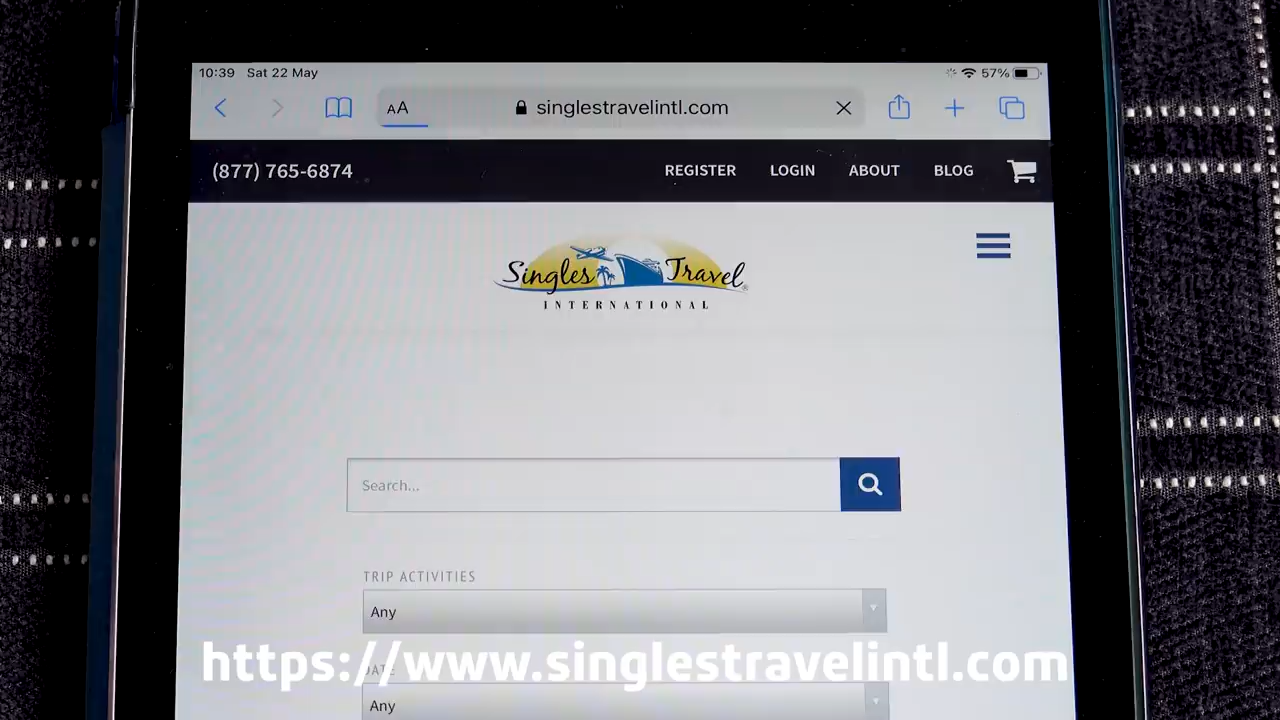 10:39 Sat 22 May 57%
AA singlestravelintl.com
(877) 765-6874 REGISTER LOGIN ABOUT BLOG
Singles Travel
INTERNATIONAL
Search...
TRIP ACTIVITIES
Any
https://www.singlestravelintl.com
DATE
Any